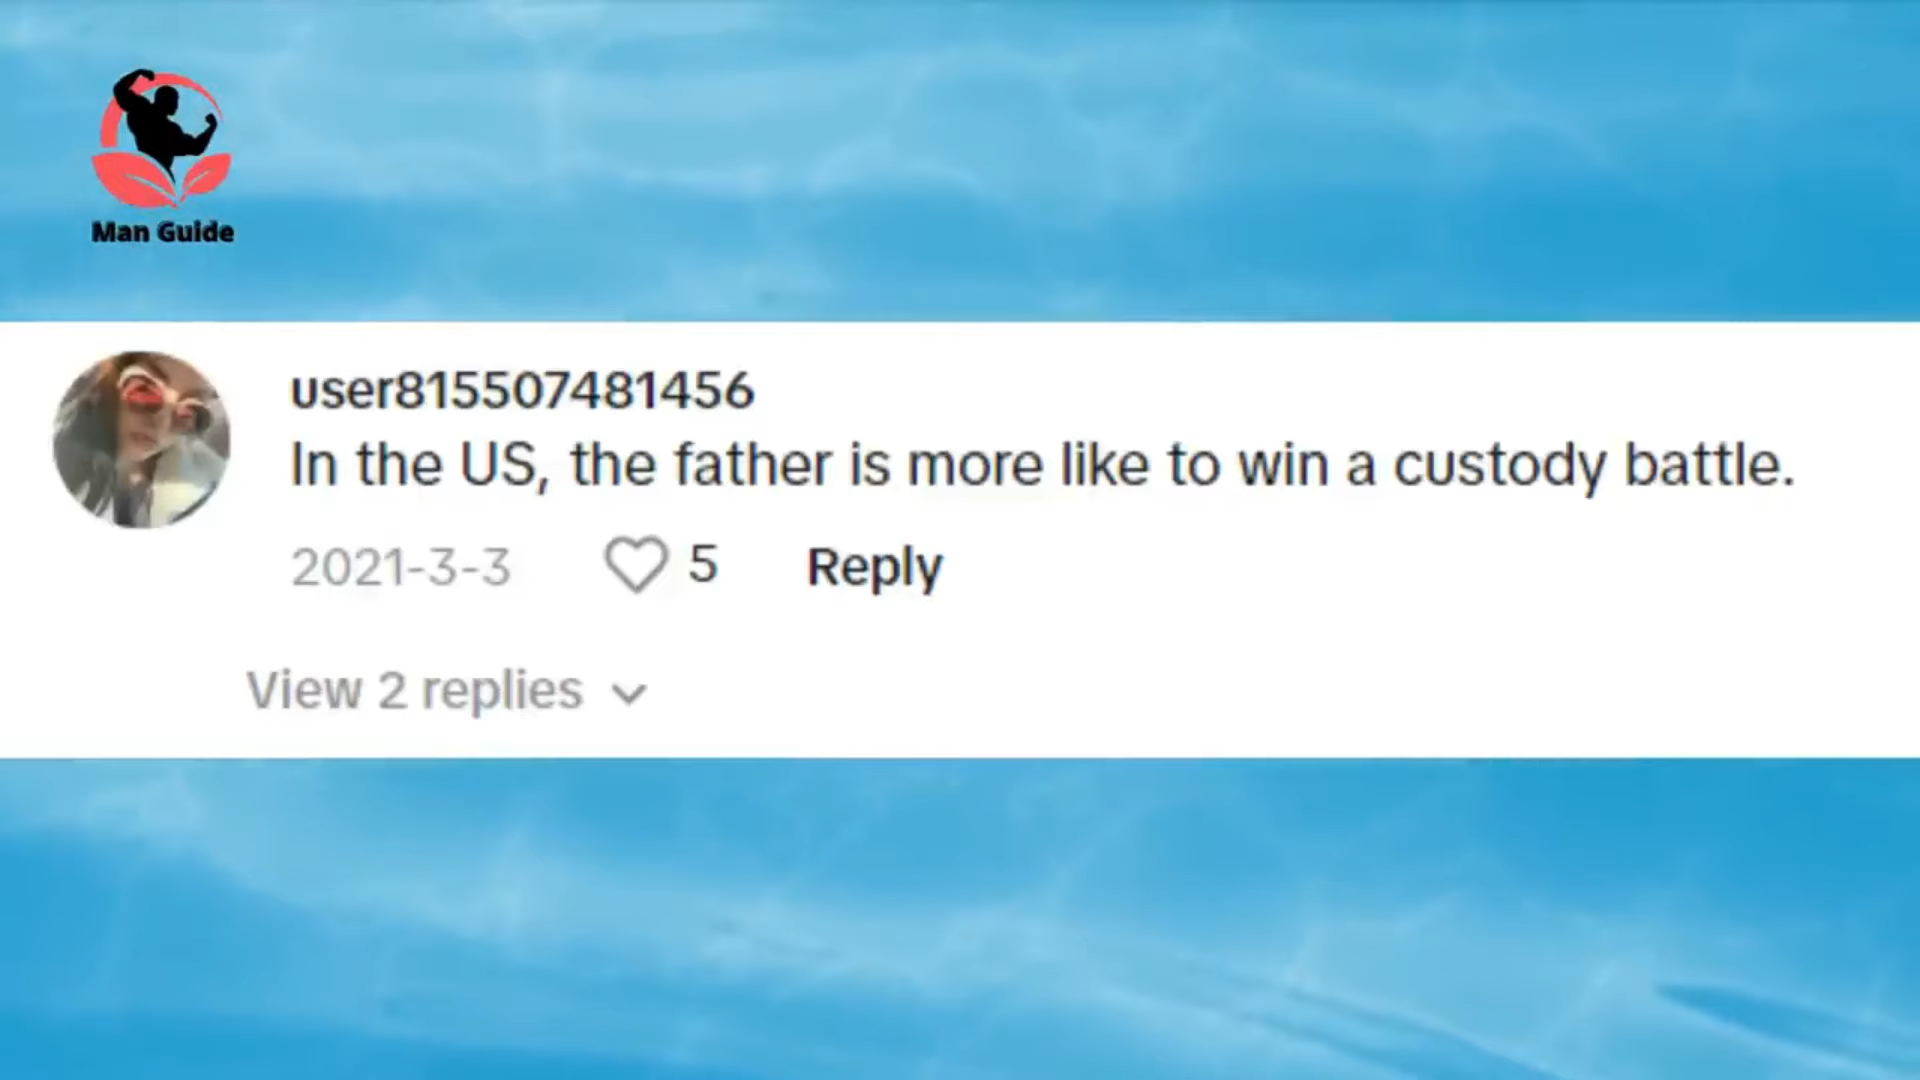 Man Guide
user815507481456
In the US, the father is more like to win a custody battle.
2021-3-3 5 Reply
View 2 replies